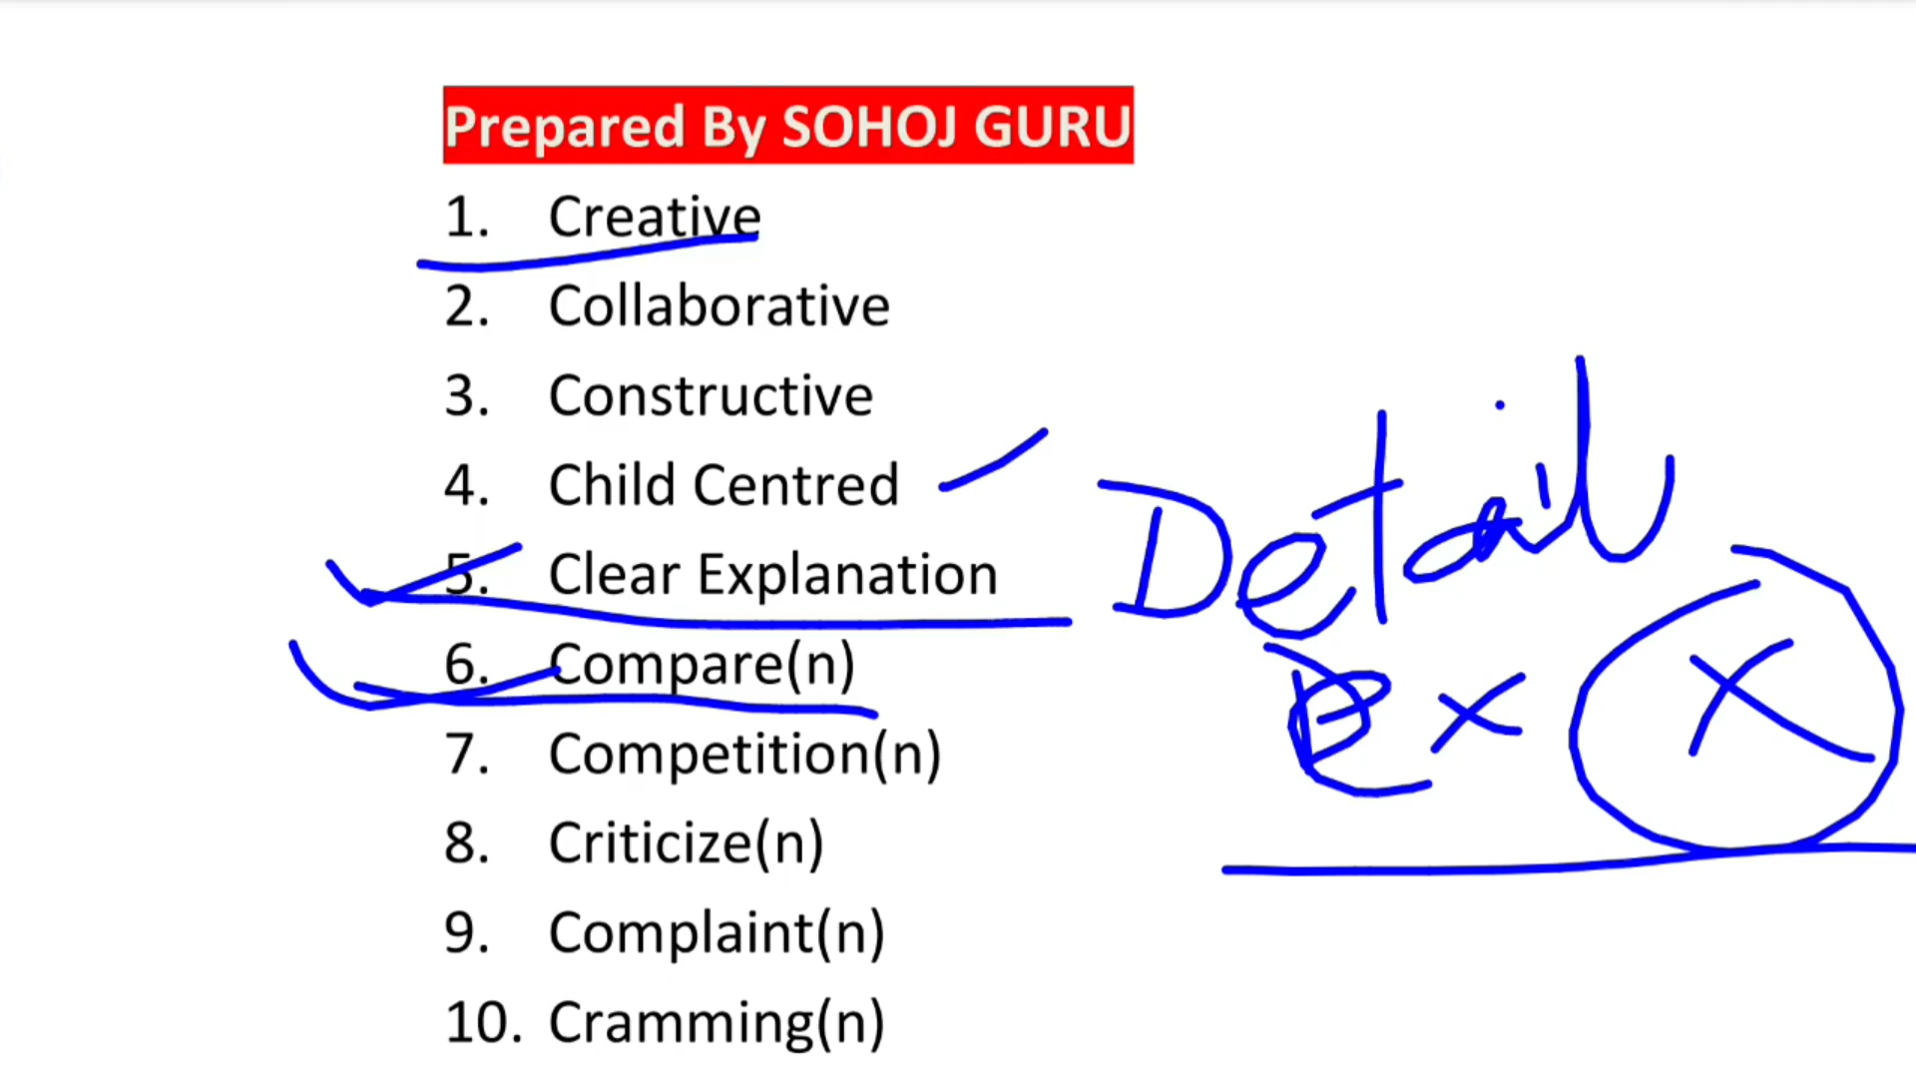 Prepared By SOHOJ GURU
1. Creative
2. Collaborative
3. Constructive
4. Child Centred
5. Clear Explanation
Detail
6. Compare(n)
ex
7. Competition(n)
8. Criticize(n)
9. Complaint(n)
10. Cramming(n)